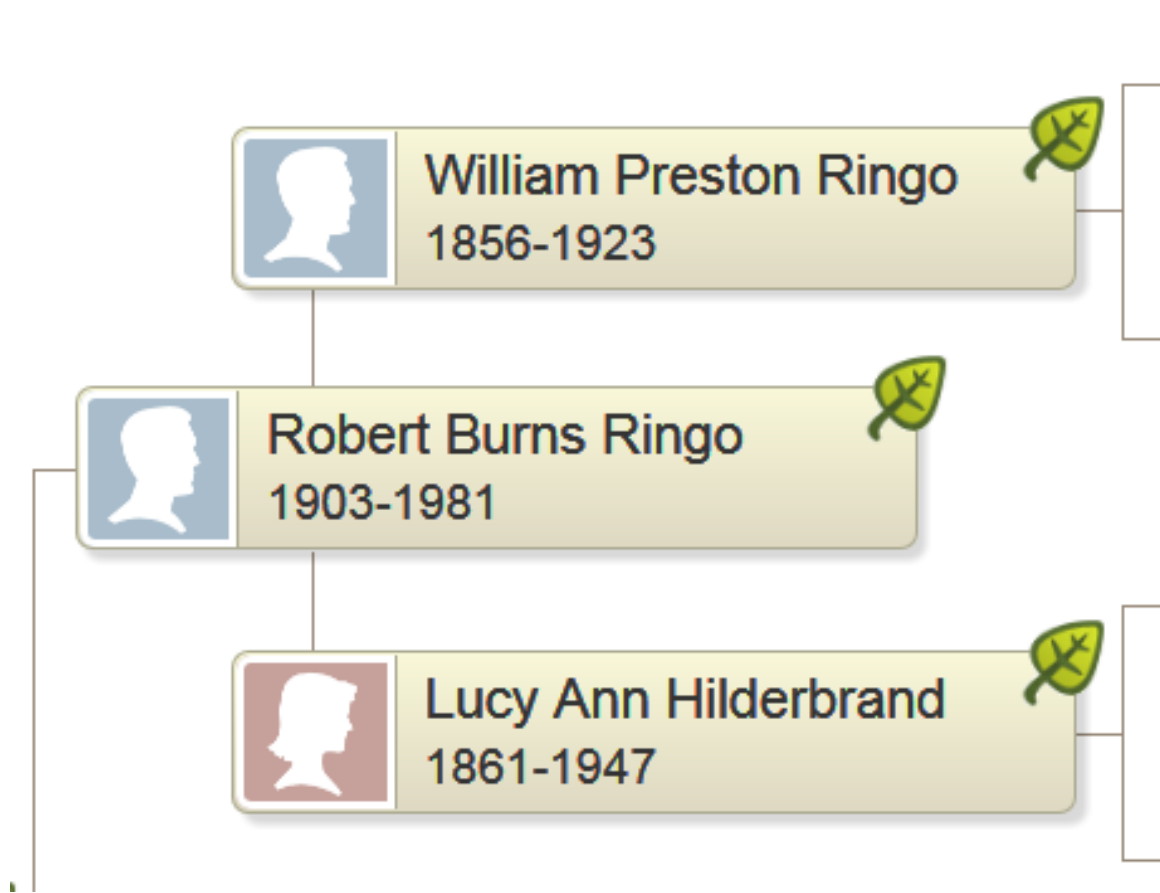 William Preston Ringo
1856-1923
Robert Burns Ringo
1903-1981
Lucy Ann Hilderbrand
1861-1947